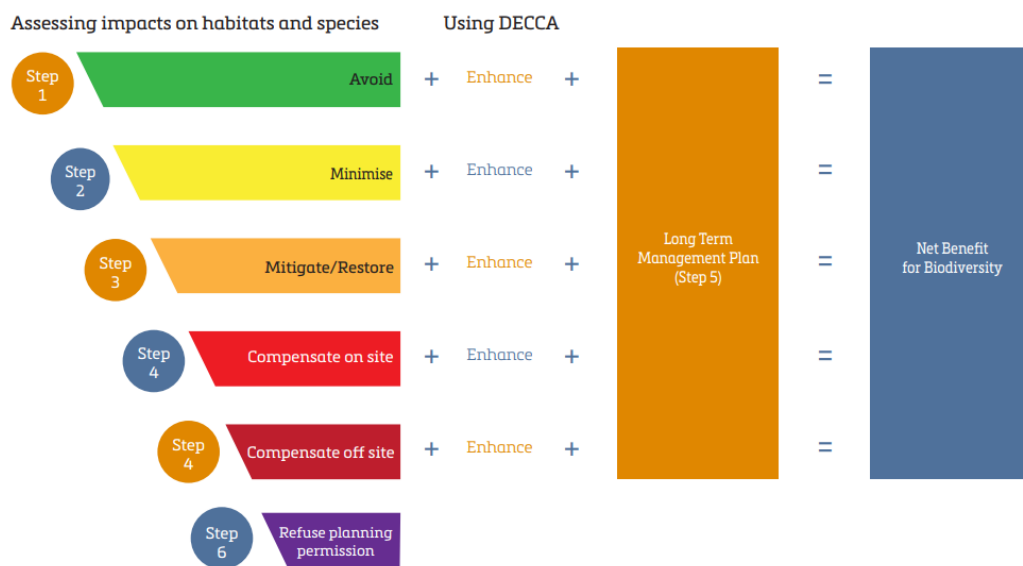 Assessing impacts on habitats and species
Using DECCA
Step
1
Avoid
+
Enhance
+
=
Step
2
Minimise
+
Enhance
+
=
Step
3
Mitigate/Restore
+
Enhance
+
Long Term
Management Plan
(Step 5)
=
Net Benefit
for Biodiversity
Step
4
Compensate on site
+
Enhance
+
=
Step
4
Compensate off site
+
Enhance
+
=
Step
6
Refuse planning
permission